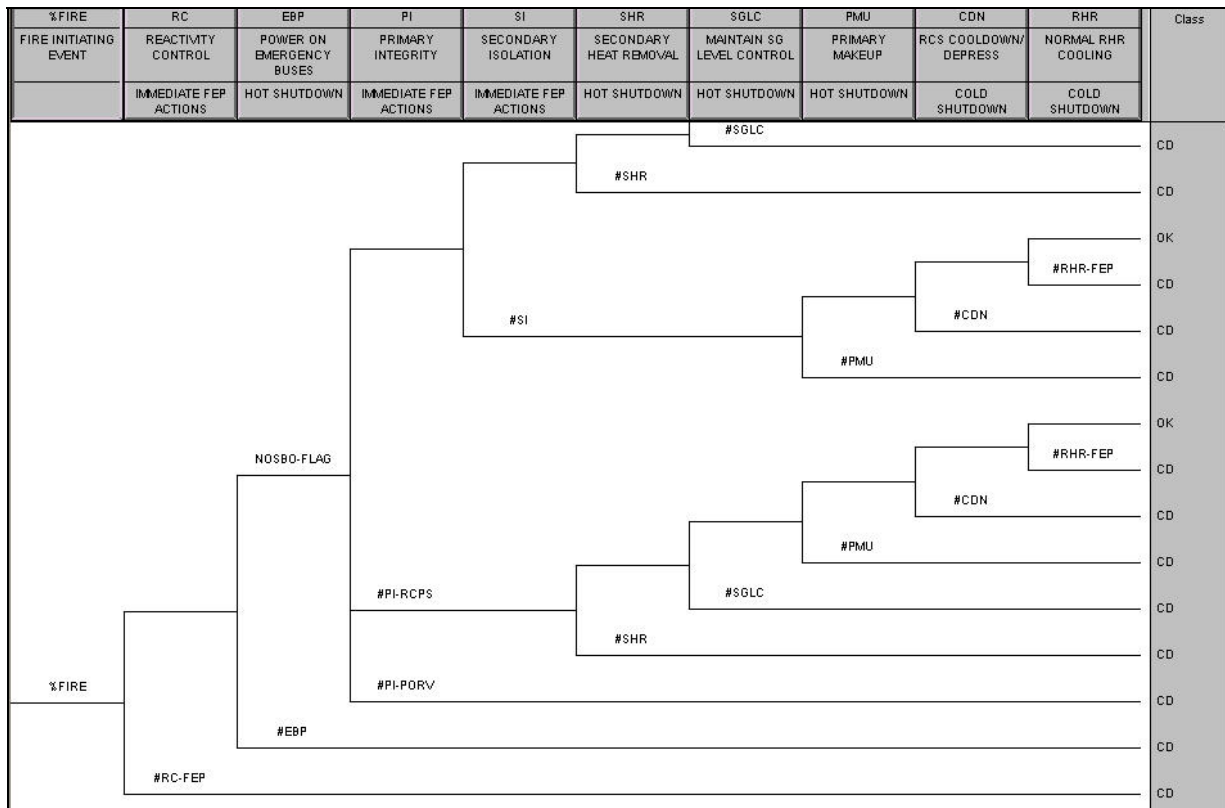 %FIRE RC EBP PI SI SHR SGLC PMU CDN RHR Class
FIRE INITIATING EVENT
REACTIVITY CONTROL
POWER ON EMERGENCY BUSES
PRIMARY INTEGRITY
SECONDARY ISOLATION
SECONDARY HEAT REMOVAL
MAINTAIN SG LEVEL CONTROL
PRIMARY MAKEUP
RCS COOLDOWN/ DEPRESS
NORMAL RHR COOLING
IMMEDIATE FEP ACTIONS
HOT SHUTDOWN
IMMEDIATE FEP ACTIONS
IMMEDIATE FEP ACTIONS
HOT SHUTDOWN
HOT SHUTDOWN
HOT SHUTDOWN
COLD SHUTDOWN
COLD SHUTDOWN
#SGLC
CD
#SHR
CD
OK
#RHR-FEP
CD
#CDN
#SI
CD
#PMU
CD
OK
NOSBO-FLAG
#RHR-FEP
CD
#CDN
CD
#PMU
CD
#PI-RCPS
#SGLC
CD
#SHR
CD
%FIRE
#PI-PORV
CD
#EBP
CD
#RC-FEP
CD